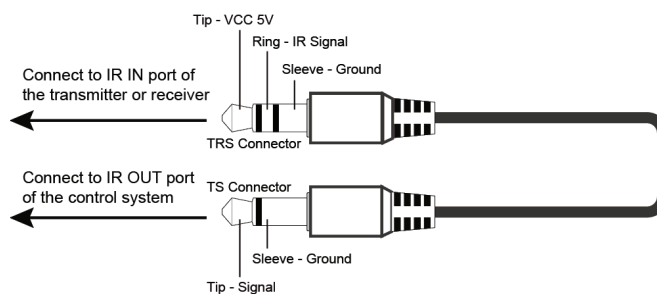 Tip - VCC 5V
Ring - IR Signal
Sleeve - Ground
Connect to IR IN port of
the transmitter or receiver
TRS Connector
Connect to IR OUT port
of the control system
TS Connector
Sleeve - Ground
Tip - Signal